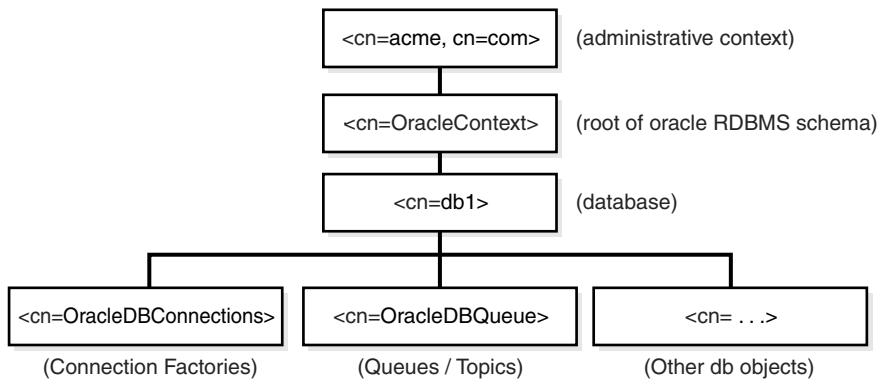 <cn=acme, cn=com> (administrative context)
<cn=OracleContext> (root of oracle RDBMS schema)
<cn=db1> (database)
<cn=OracleDBConnections> <cn=OracleDBQueue> <cn= . . .>
(Connection Factories) (Queues / Topics) (Other db objects)